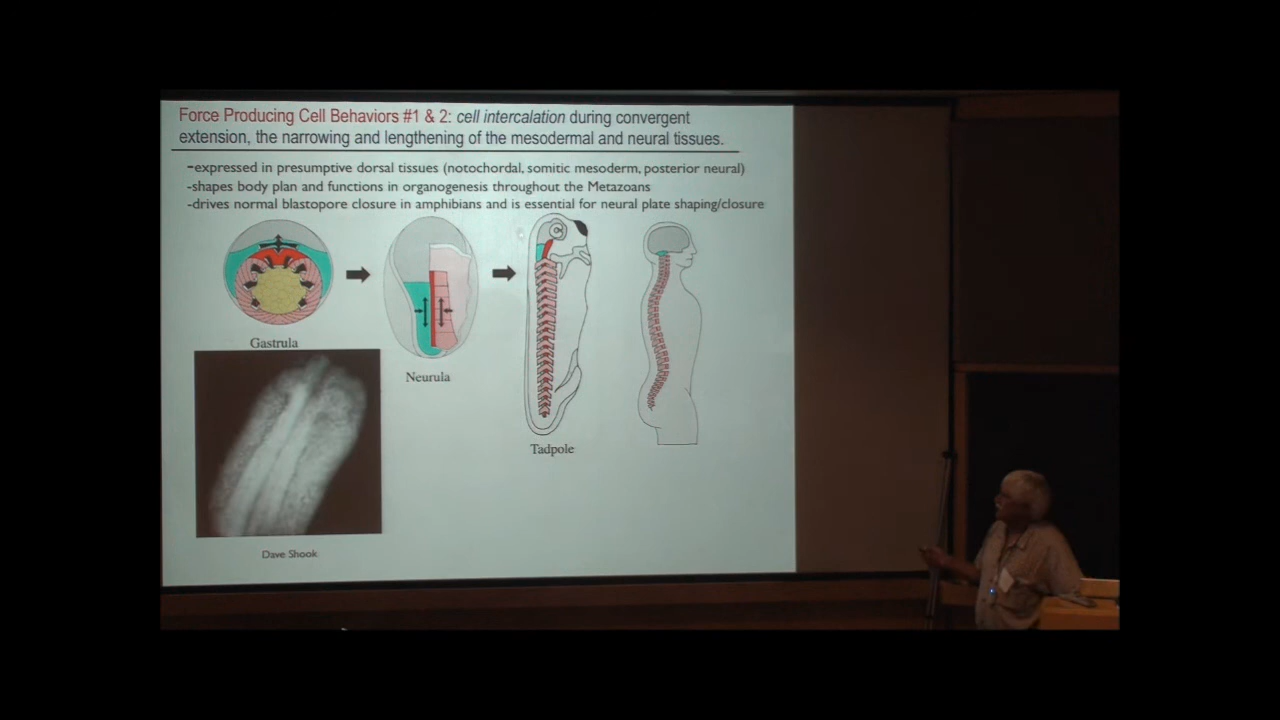 Force Producing Cell Behaviors #1 & 2: cell intercalation during convergent
extension, the narrowing and lengthening of the mesodermal and neural tissues.
-expressed in presumptive dorsal tissues (notochordal, somitic mesoderm, posterior neural)
-shapes body plan and functions in organogenesis throughout the Metazoans
-drives normal blastopore closure in amphibians and is essential for neural plate shaping/closure
Gastrula
Neurula
Tadpole
Dave Shook